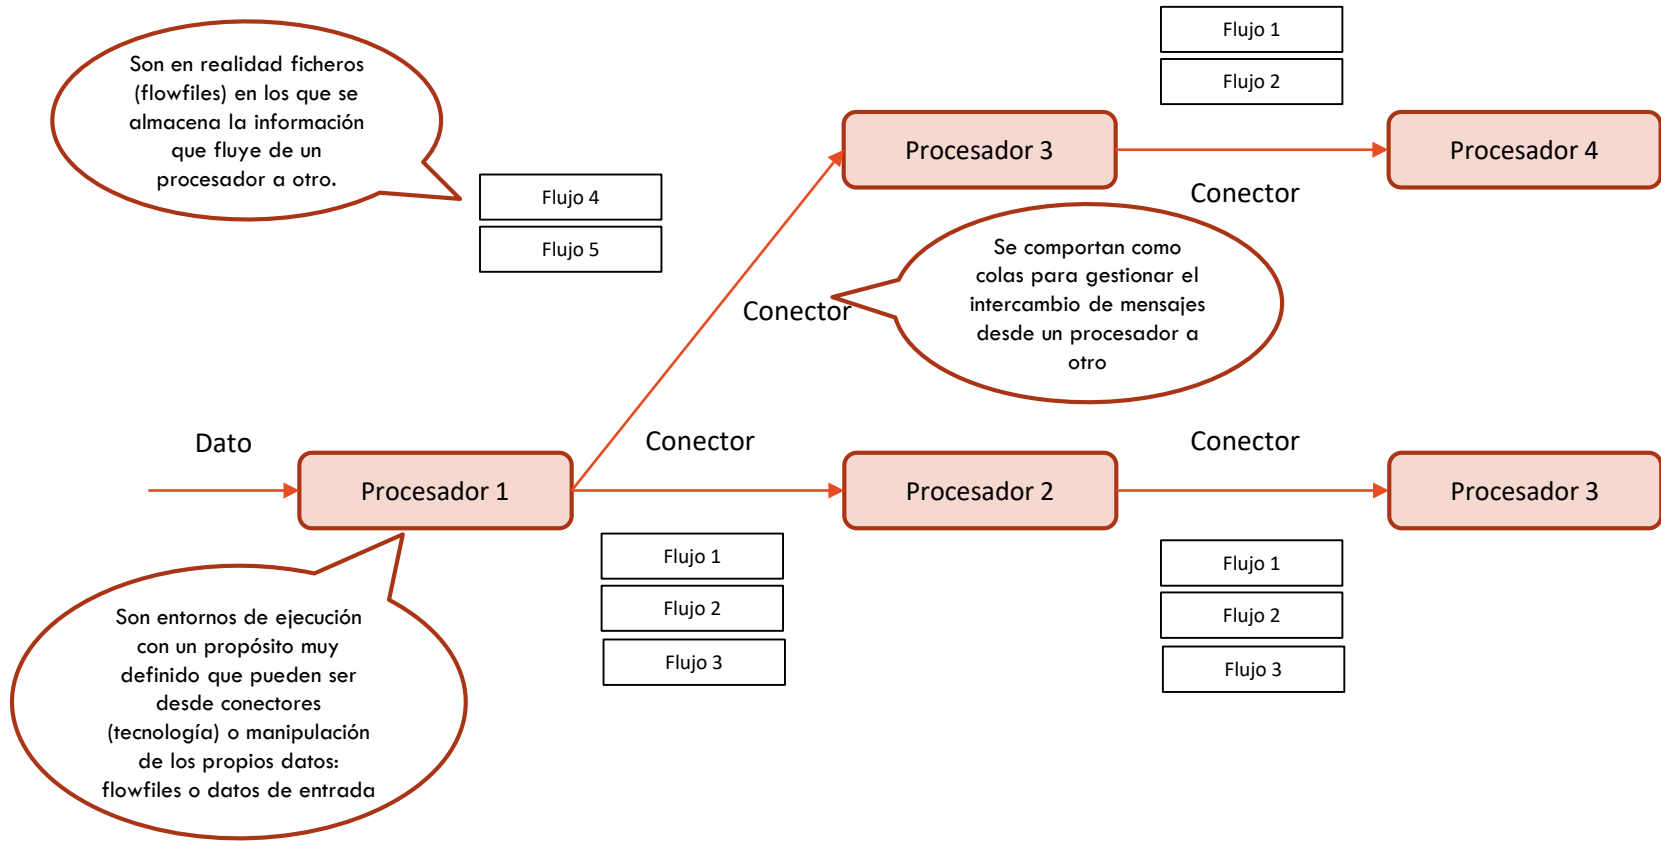 Flujo 1
Flujo 2
Son en realidad ficheros
(flowfiles) en los que se
almacena la información
que fluye de un
procesador a otro.
Procesador 3
Procesador 4
Conector
Flujo 4
Flujo 5
Se comportan como
colas para gestionar el
intercambio de mensajes
desde un procesador a
otro
Conector
Dato
Conector
Conector
Procesador 1
Procesador 2
Procesador 3
Flujo 1
Flujo 2
Flujo 3
Flujo 1
Flujo 2
Flujo 3
Son entornos de ejecución
con un propósito muy
definido que pueden ser
desde conectores
(tecnología) o manipulación
de los propios datos:
flowfiles o datos de entrada